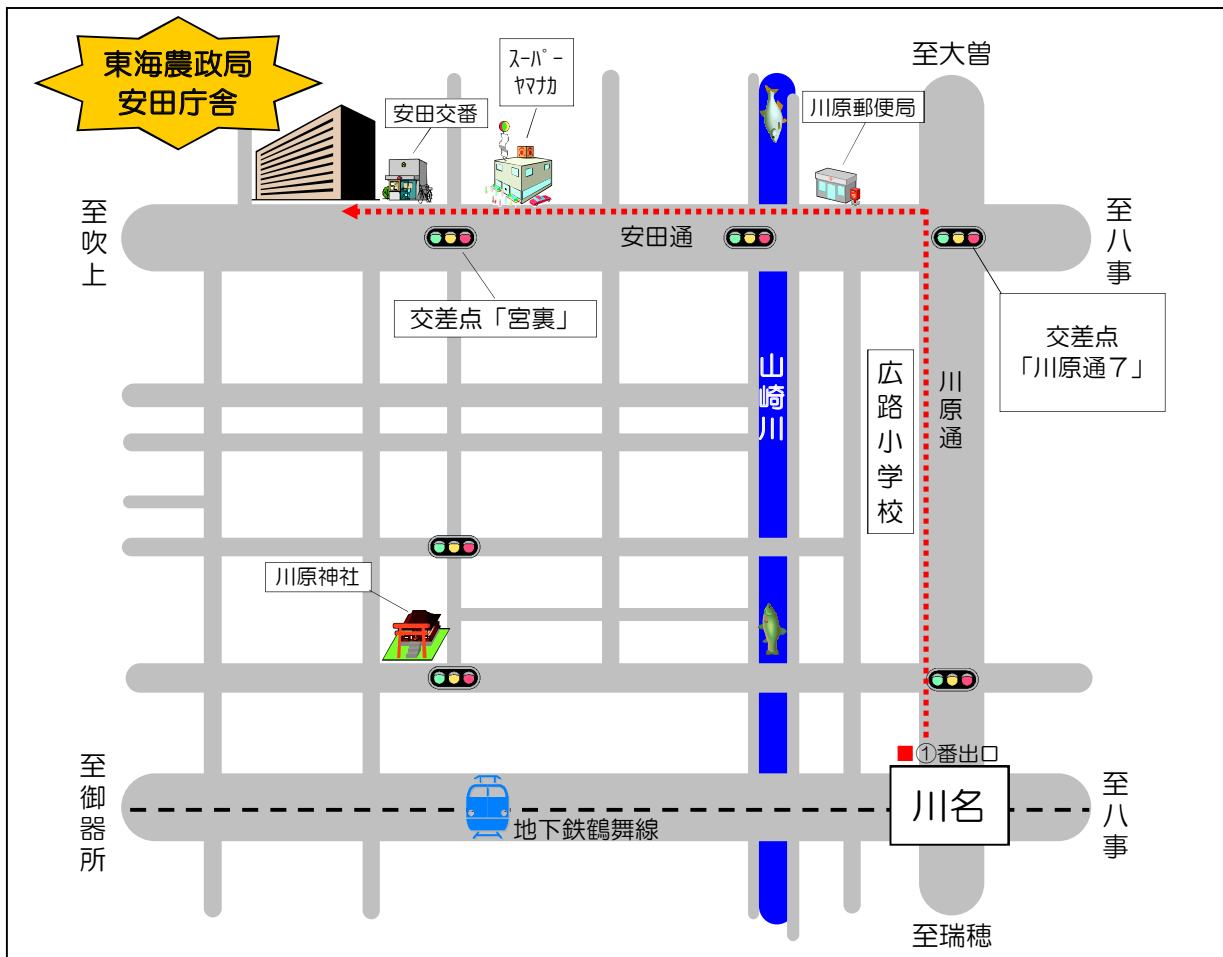 東海農政局
安田庁舎
スーパー
ヤマナカ
安田交番
川原郵便局
至大曽
至吹上
安田通
至八事
交差点「宮裏」
交差点
「川原通7」
山崎川
広路小学校
川原通
川原神社
■①番出口
川名
至御器所
地下鉄鶴舞線
至八事
至瑞穂